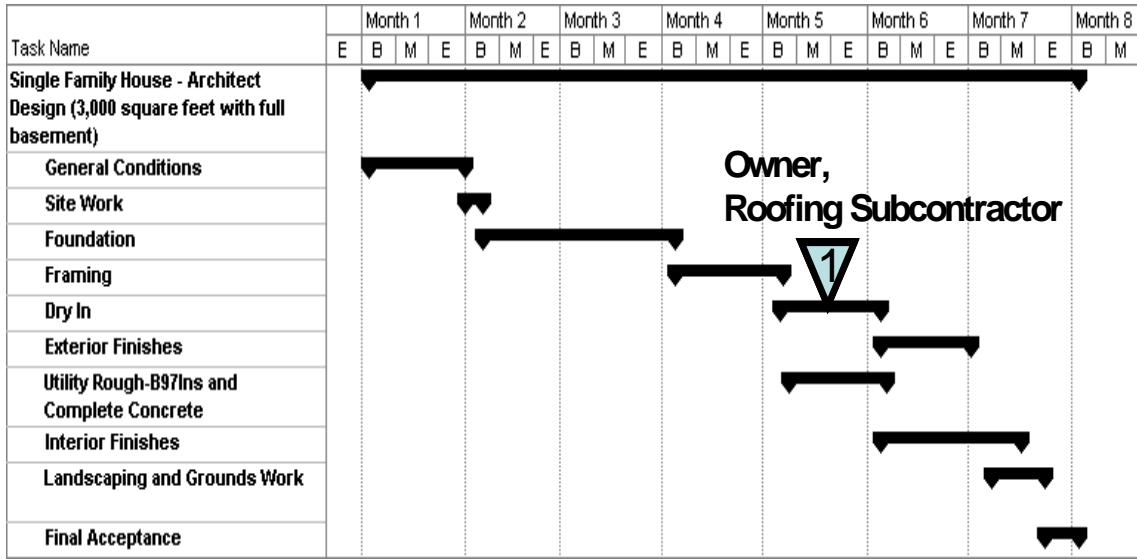 Month 1 Month 2 Month 3 Month 4 Month 5 Month 6 Month 7 Month 8
Task Name E B M E B M E B M E B M E B M E B M E B M E B M
Single Family House - Architect
Design (3,000 square feet with full
basement)
General Conditions
Owner,
Site Work
Roofing Subcontractor
Foundation
1
Framing
Dry In
Exterior Finishes
Utility Rough-B97Ins and
Complete Concrete
Interior Finishes
Landscaping and Grounds Work
Final Acceptance